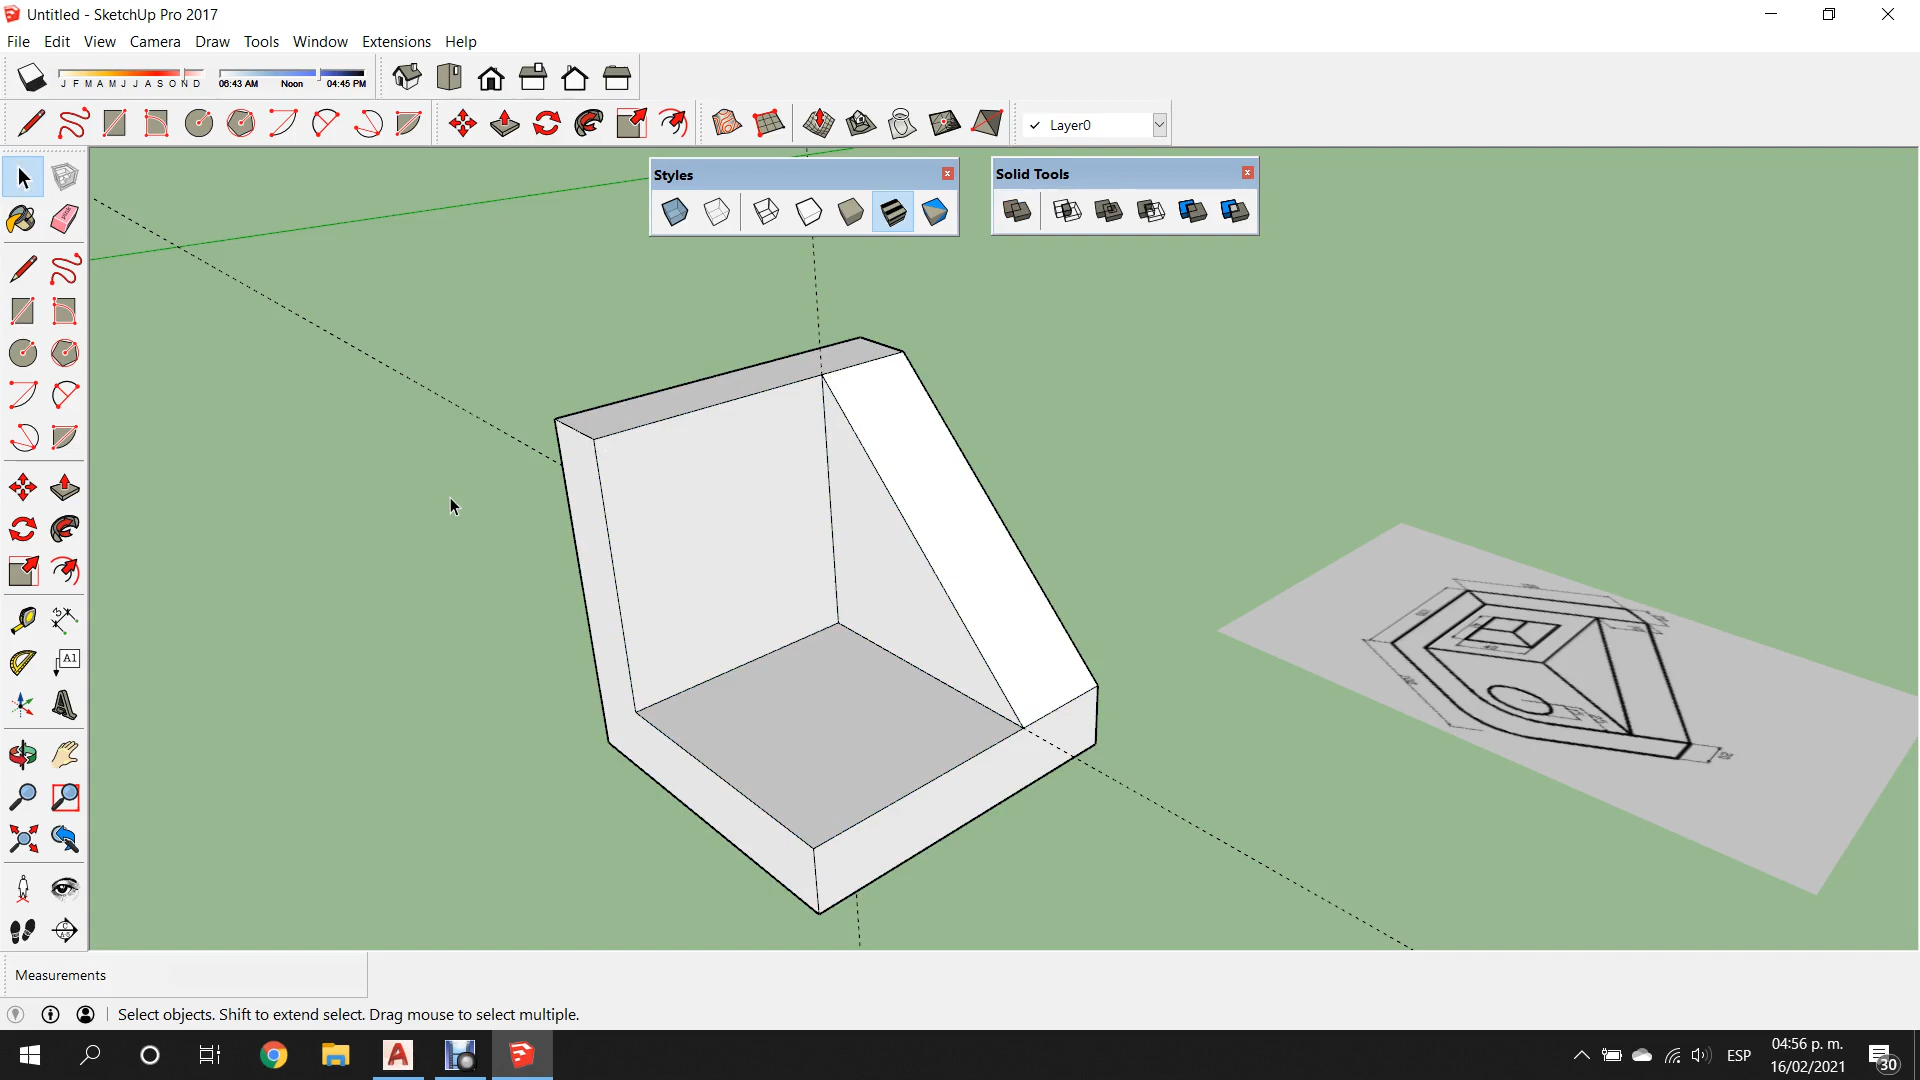 Untitled - SketchUp Pro 2017
File Edit View Camera Draw Tools Window Extensions Help
J F M A M J J A S O N D 06:43 AM Noon 04:45 PM
Layer0
Styles
Solid Tools
A1
Measurements
Select objects. Shift to extend select. Drag mouse to select multiple.
ESP
04:56 p. m.
16/02/2021
30